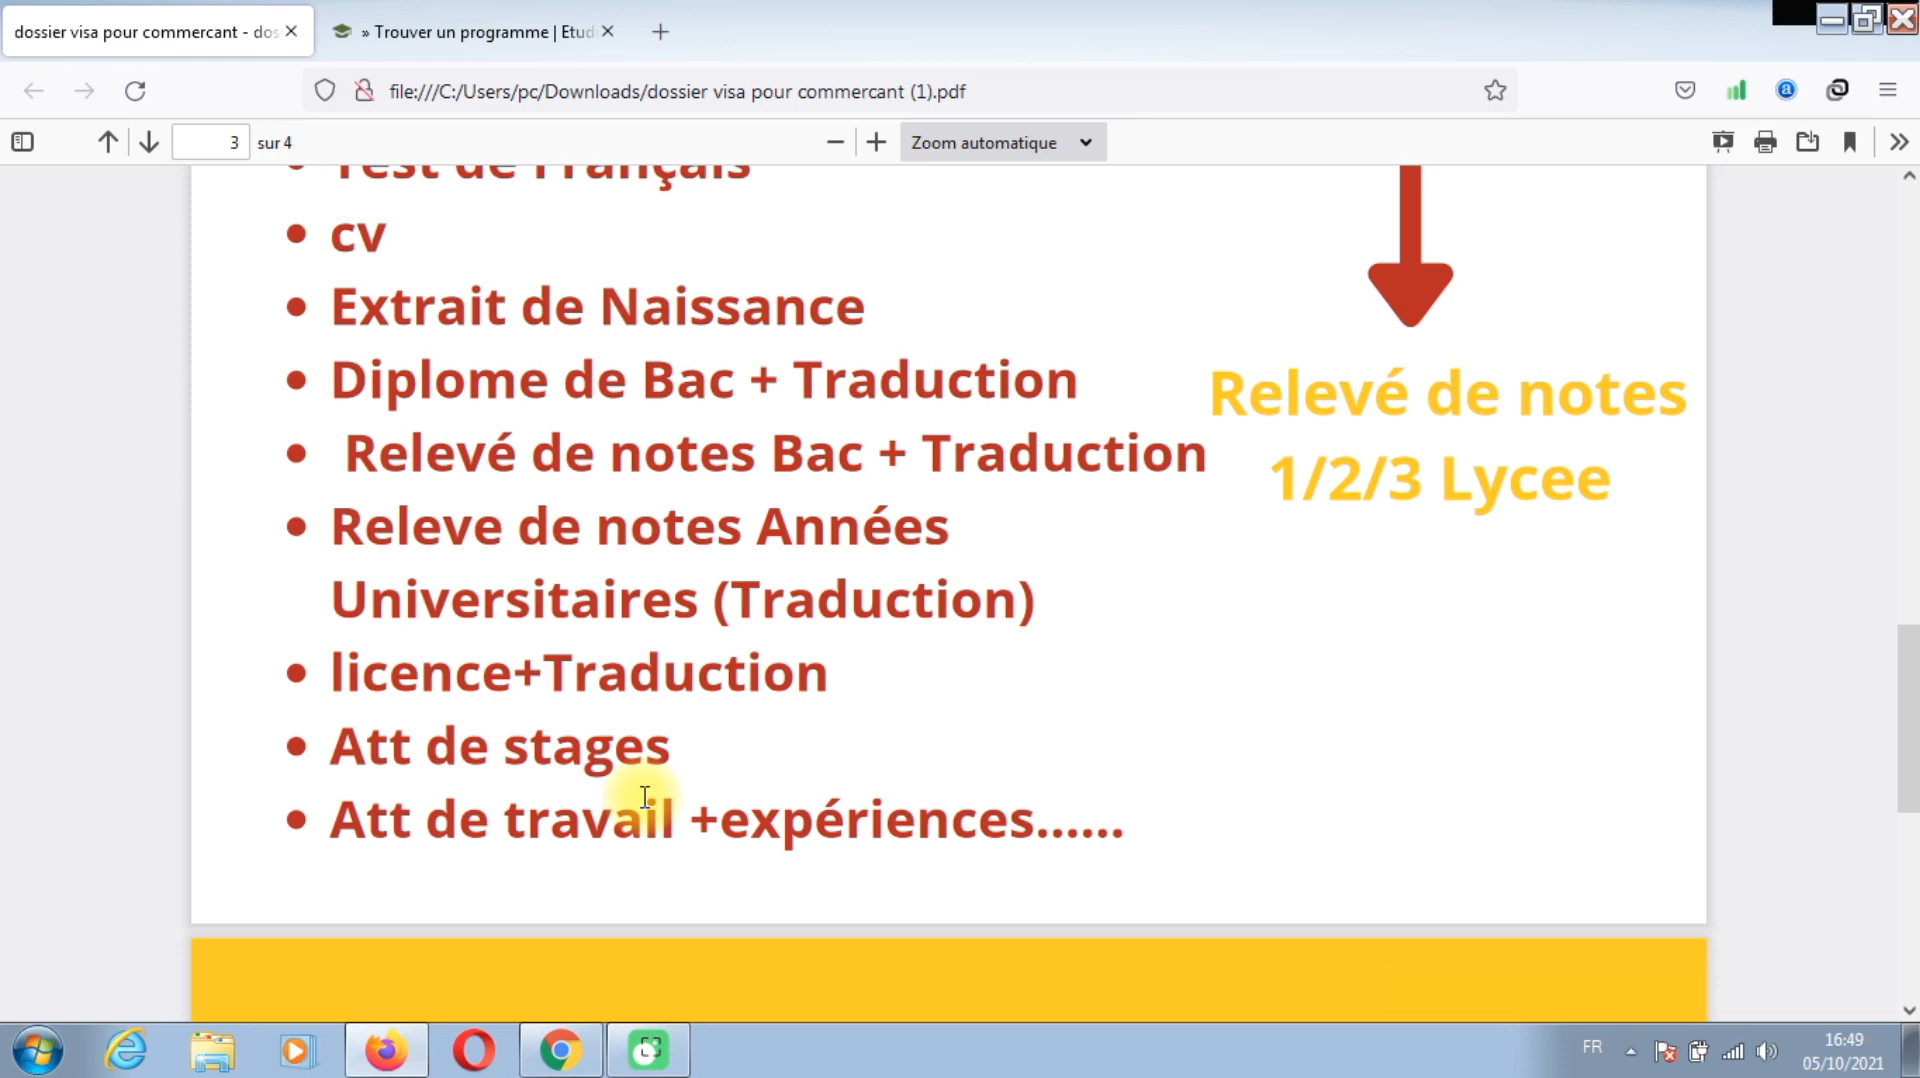 dossier visa pour commercant - dos
» Trouver un programme | Etud
file:///C:/Users/pc/Downloads/dossier visa pour commercant (1).pdf
3 sur 4
Zoom automatique
• Test de Français
• cv
• Extrait de Naissance
• Diplome de Bac + Traduction
• Relevé de notes Bac + Traduction
• Releve de notes Années
Universitaires (Traduction)
• licence+Traduction
• Att de stages
• Att de travail +expériences......
Relevé de notes
1/2/3 Lycee
FR
16:49
05/10/2021